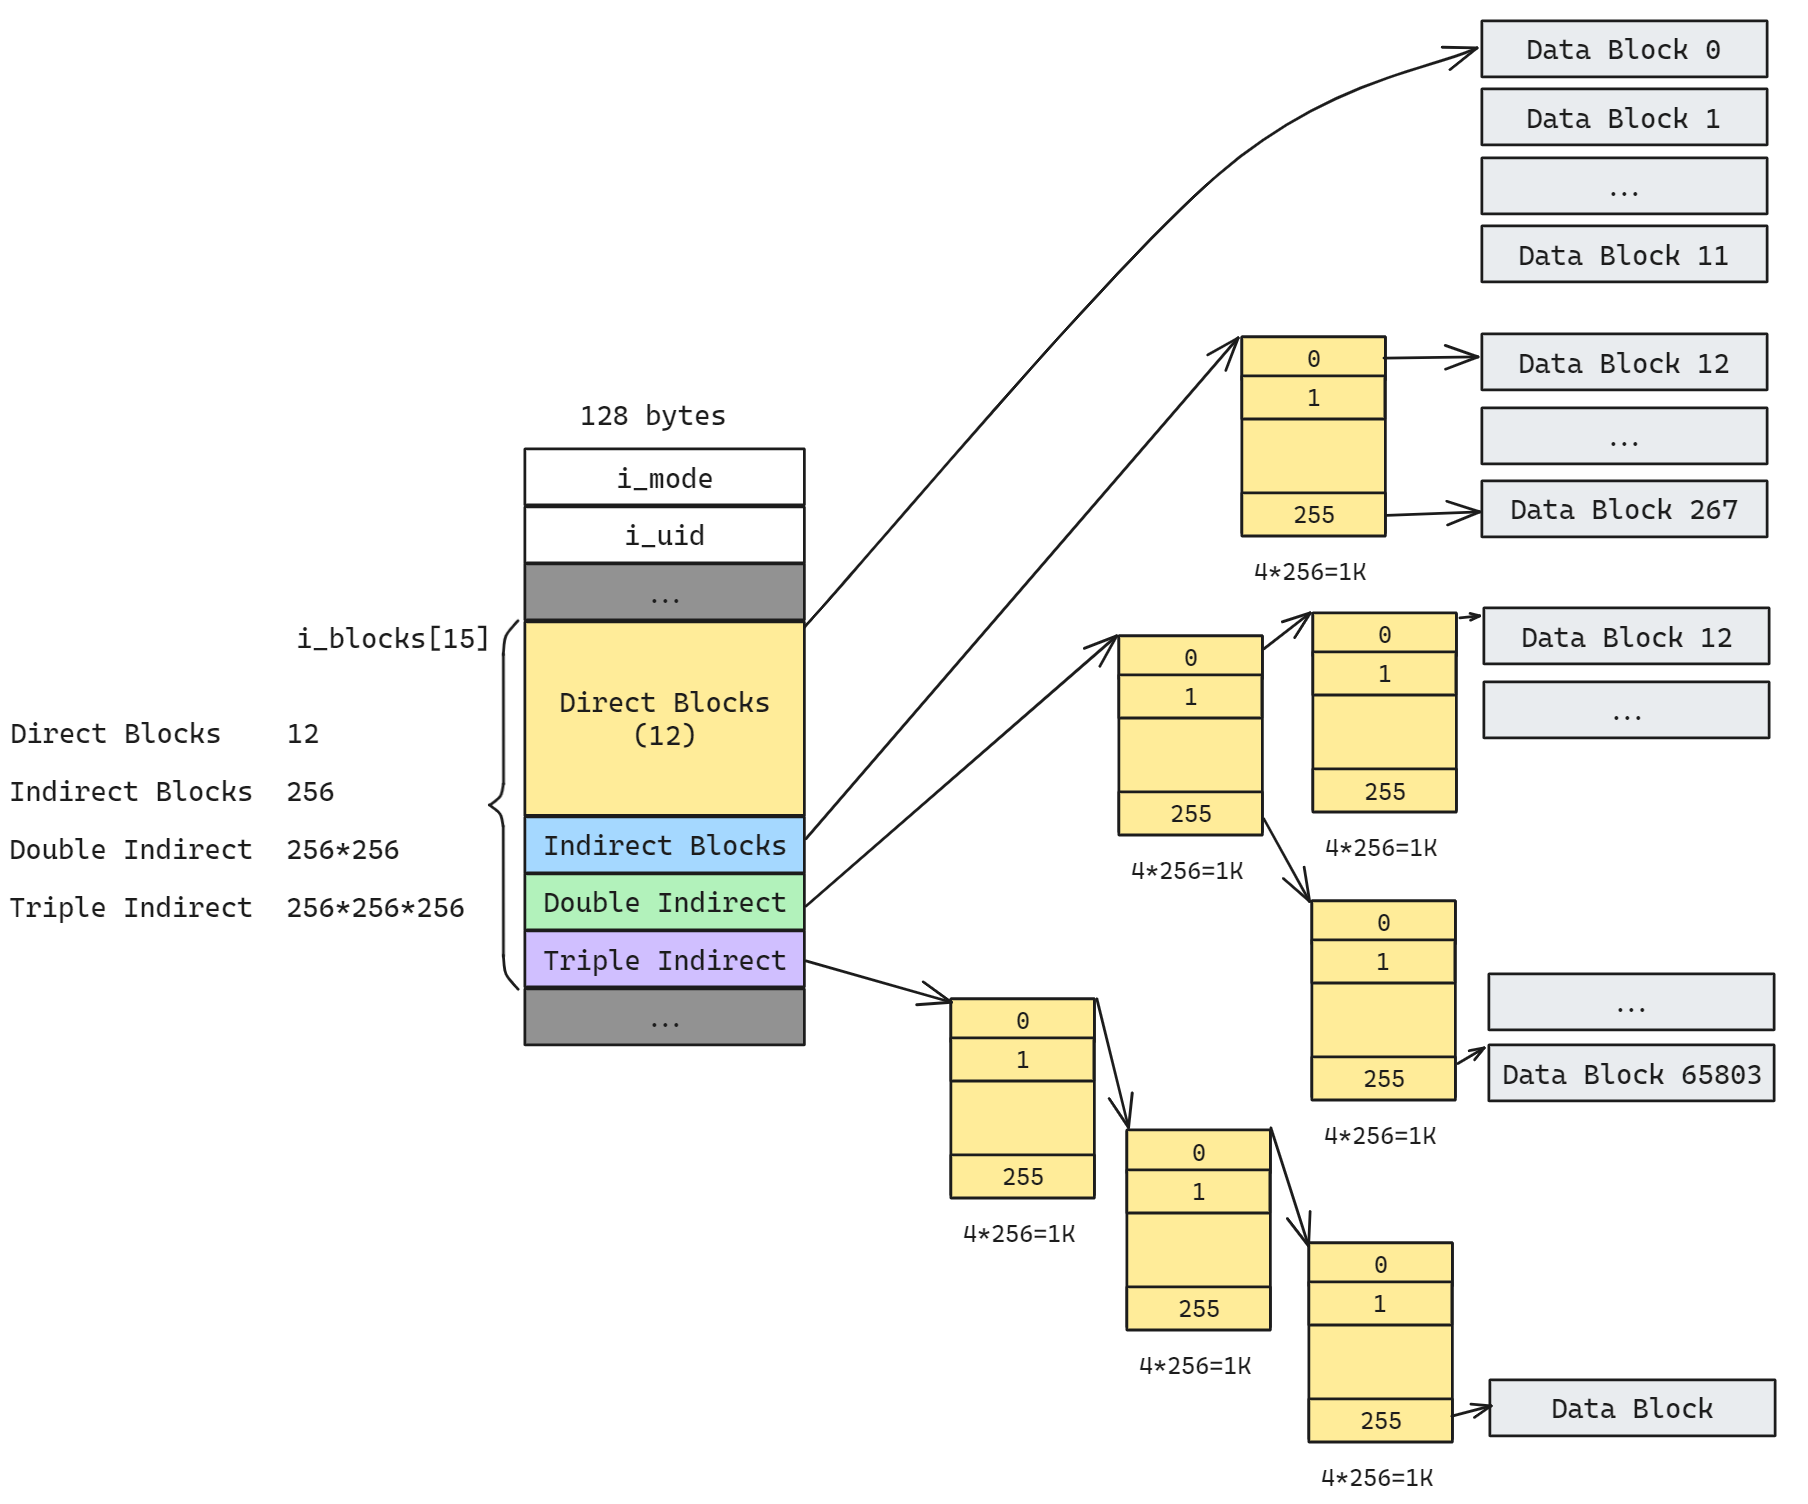 Data Block 0
Data Block 1
...
Data Block 11
0
1
255
4*256=1K
Data Block 12
...
Data Block 267
128 bytes
i_mode
i_uid
...
i_blocks[15]
Direct Blocks
(12)
Indirect Blocks
Double Indirect
Triple Indirect
...
Direct Blocks 12
Indirect Blocks 256
Double Indirect 256*256
Triple Indirect 256*256*256
0
1
255
4*256=1K
0
1
255
4*256=1K
Data Block 12
...
0
1
255
4*256=1K
...
Data Block 65803
0
1
255
4*256=1K
0
1
255
4*256=1K
0
1
255
4*256=1K
Data Block